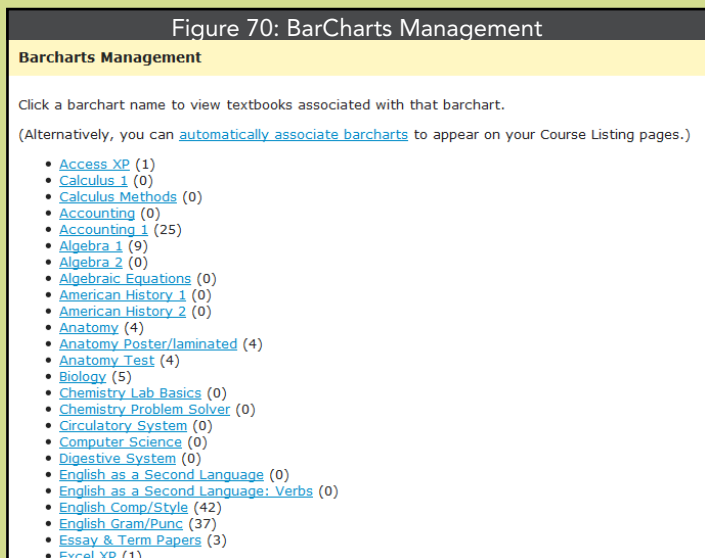 Figure 70: BarCharts Management
Barcharts Management
Click a barchart name to view textbooks associated with that barchart.
(Alternatively, you can automatically associate barcharts to appear on your Course Listing pages.)
• Access XP (1)
• Calculus 1 (0)
• Calculus Methods (0)
• Accounting (0)
• Accounting 1 (25)
• Algebra 1 (9)
• Algebra 2 (0)
• Algebraic Equations (0)
• American History 1 (0)
• American History 2 (0)
• Anatomy (4)
• Anatomy Poster/laminated (4)
• Anatomy Test (4)
• Biology (5)
• Chemistry Lab Basics (0)
• Chemistry Problem Solver (0)
• Circulatory System (0)
• Computer Science (0)
• Digestive System (0)
• English as a Second Language (0)
• English as a Second Language: Verbs (0)
• English Comp/Style (42)
• English Gram/Punc (37)
• Essay & Term Papers (3)
• Excel XP (1)